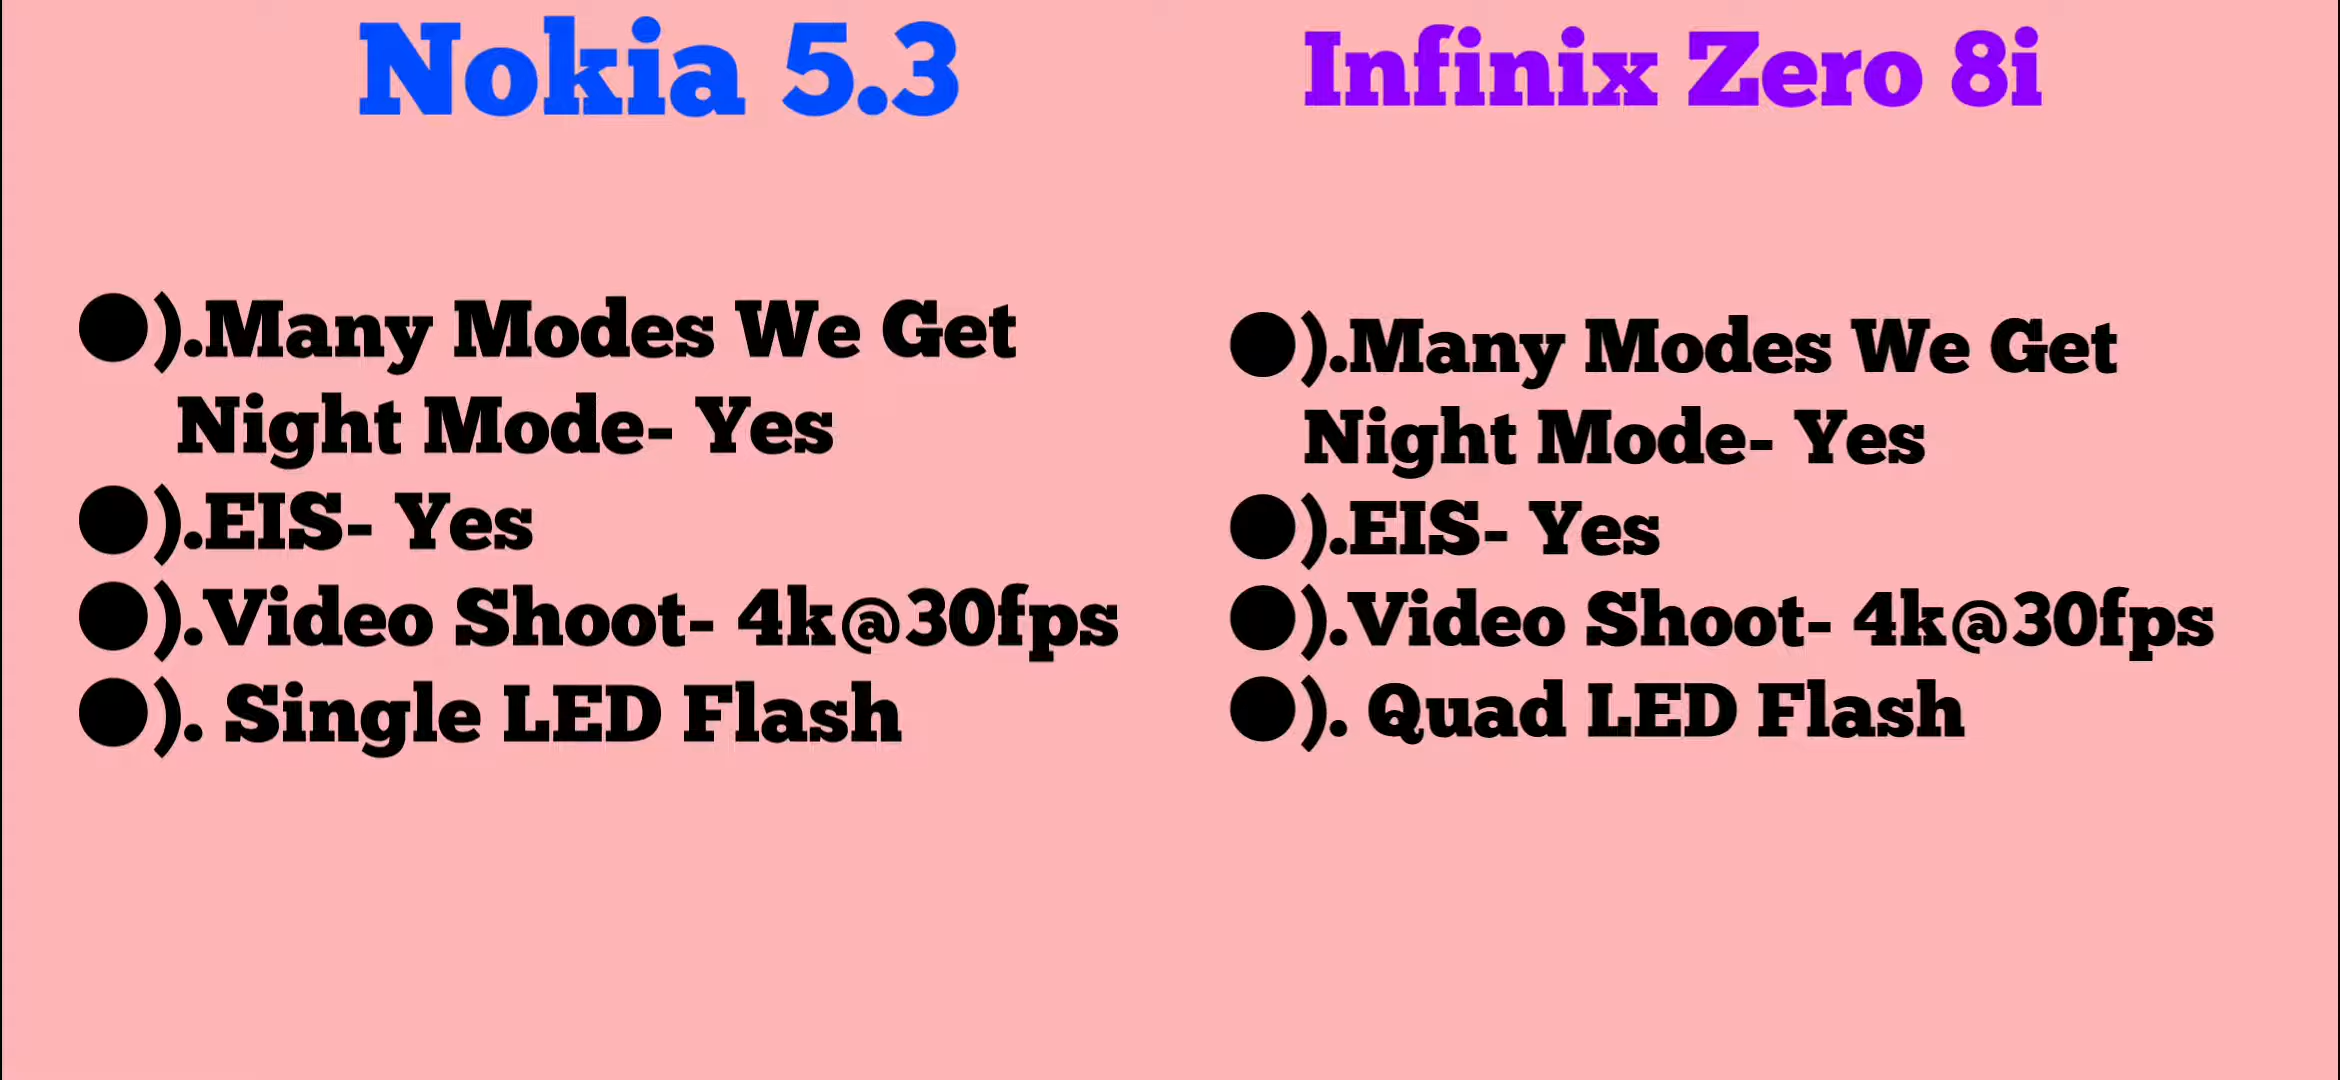 Nokia 5.3
●).Many Modes We Get
Night Mode- Yes
●).EIS- Yes
●).Video Shoot- 4k@30fps
●). Single LED Flash
Infinix Zero 8i
●).Many Modes We Get
Night Mode- Yes
●).EIS- Yes
●).Video Shoot- 4k@30fps
●). Quad LED Flash